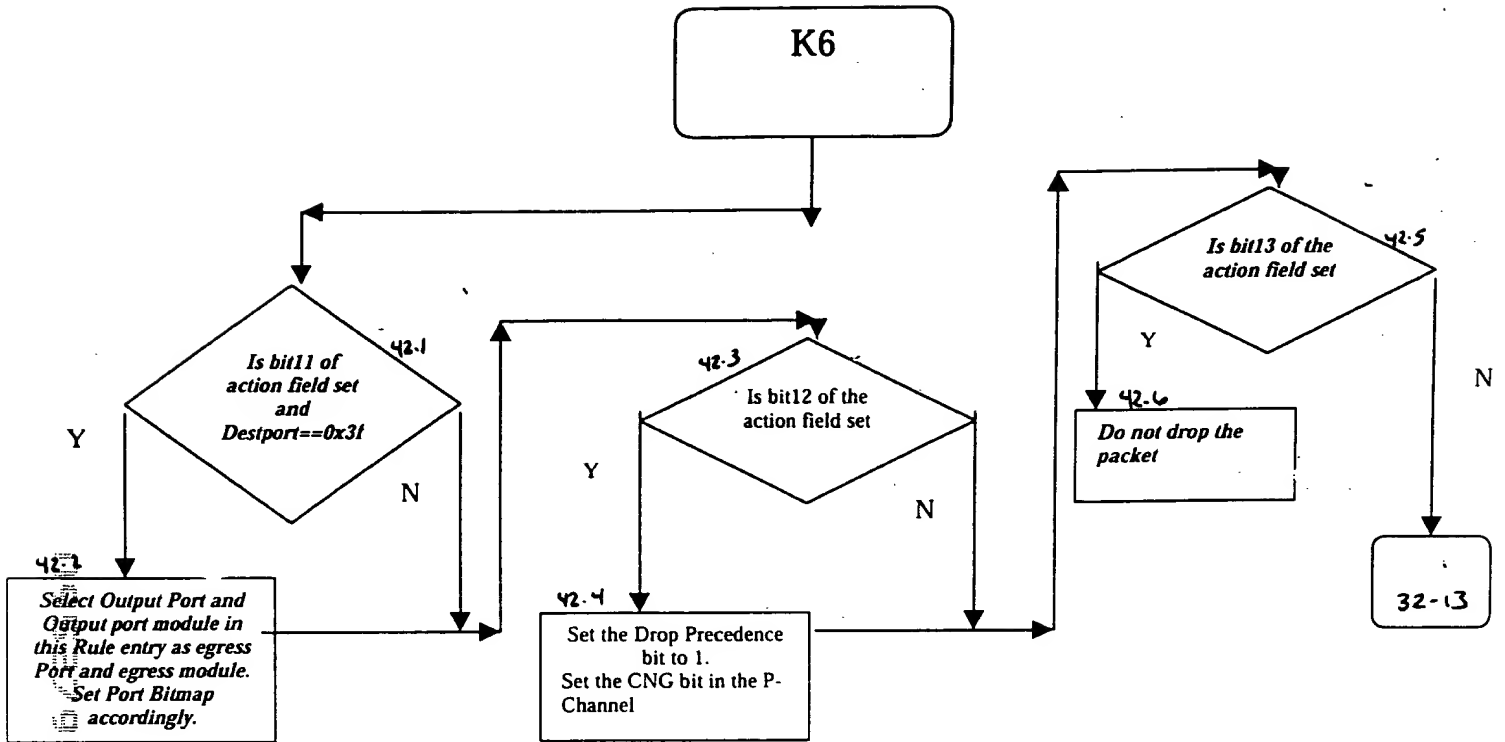 K6
42.1
Is bit11 of
action field set
and
Destport==0x3f
Y
N
42.2
Select Output Port and
Output port module in
this Rule entry as egress
Port and egress module.
Set Port Bitmap
accordingly.
42.3
Is bit12 of the
action field set
Y
N
42.4
Set the Drop Precedence
bit to 1.
Set the CNG bit in the P-
Channel
42.5
Is bit13 of the
action field set
Y
N
42.6
Do not drop the
packet
32-13